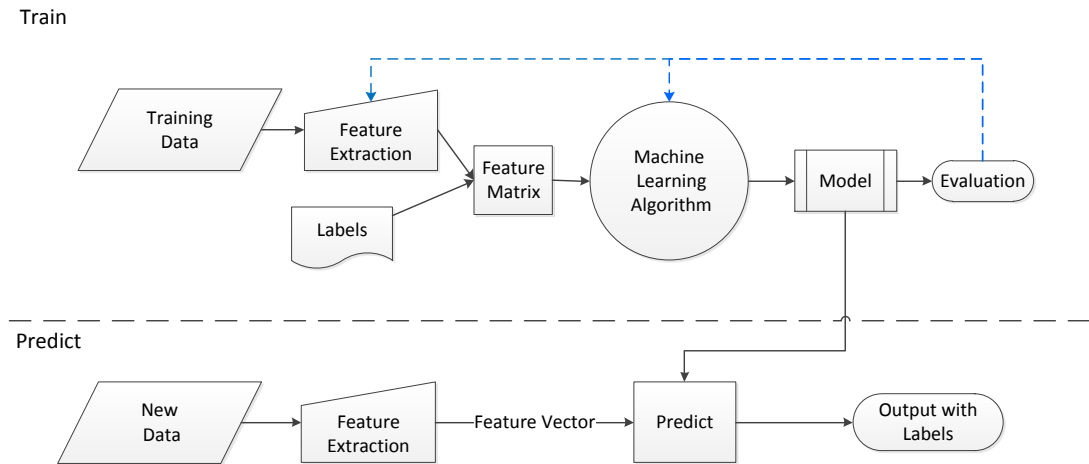 Train
Training
Data
Feature
Extraction
Labels
Feature
Matrix
Machine
Learning
Algorithm
Model
Evaluation
Predict
New
Data
Feature
Extraction
Feature Vector
Predict
Output with
Labels